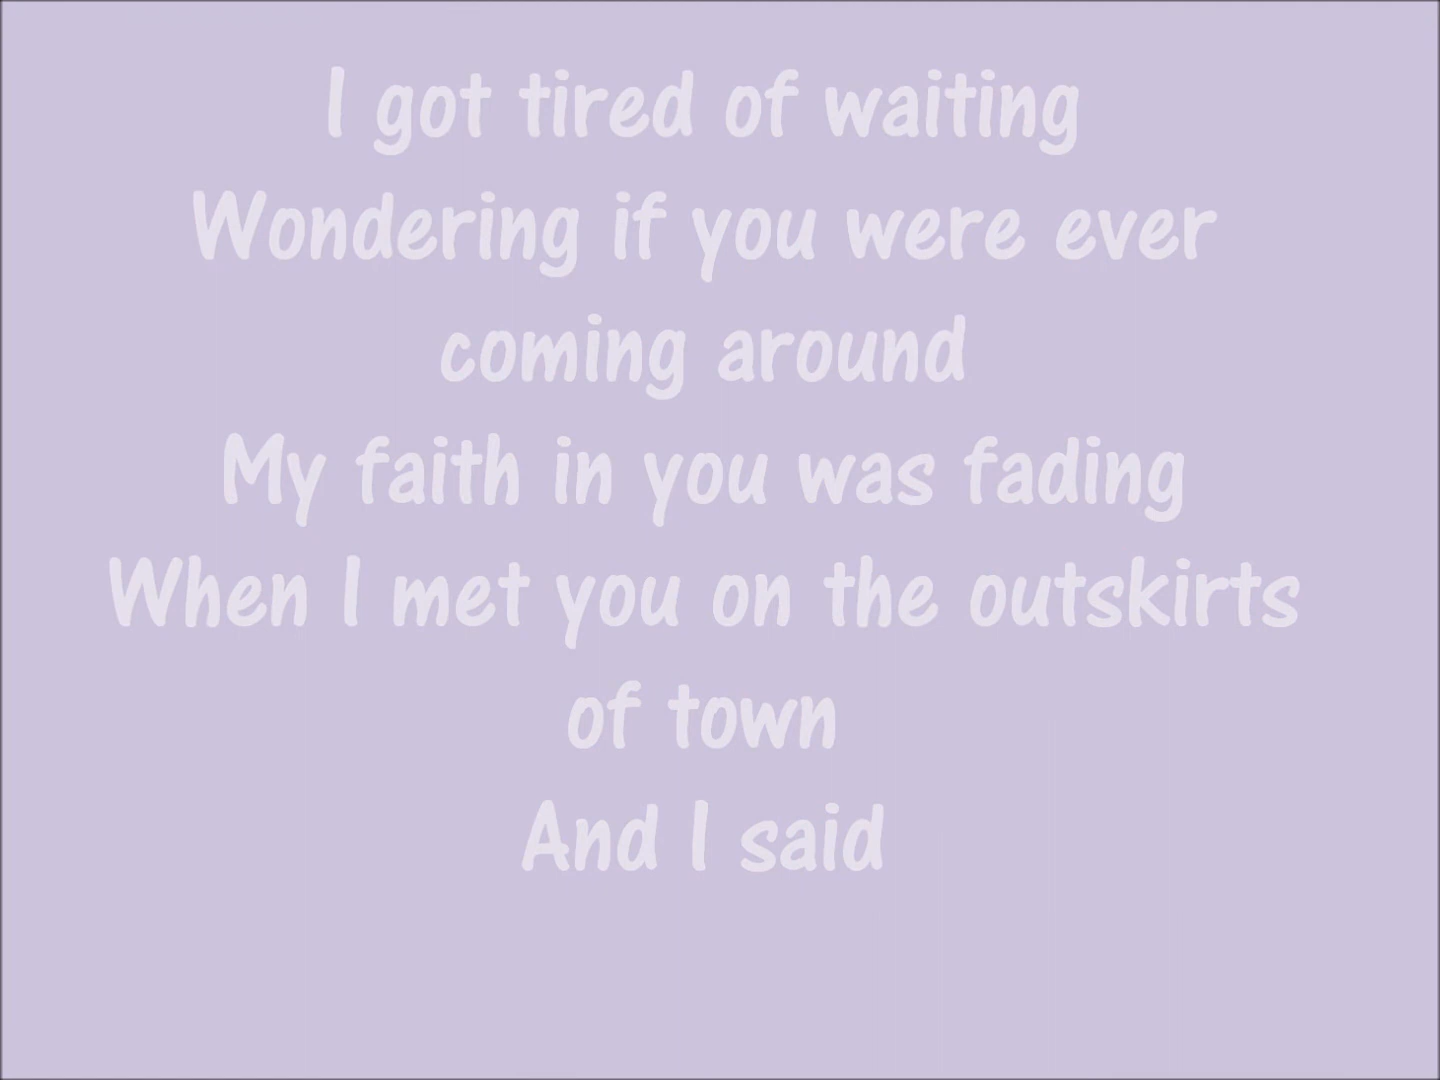 I got tired of waiting
Wondering if you were ever
coming around
My faith in you was fading
When I met you on the outskirts
of town
And I said